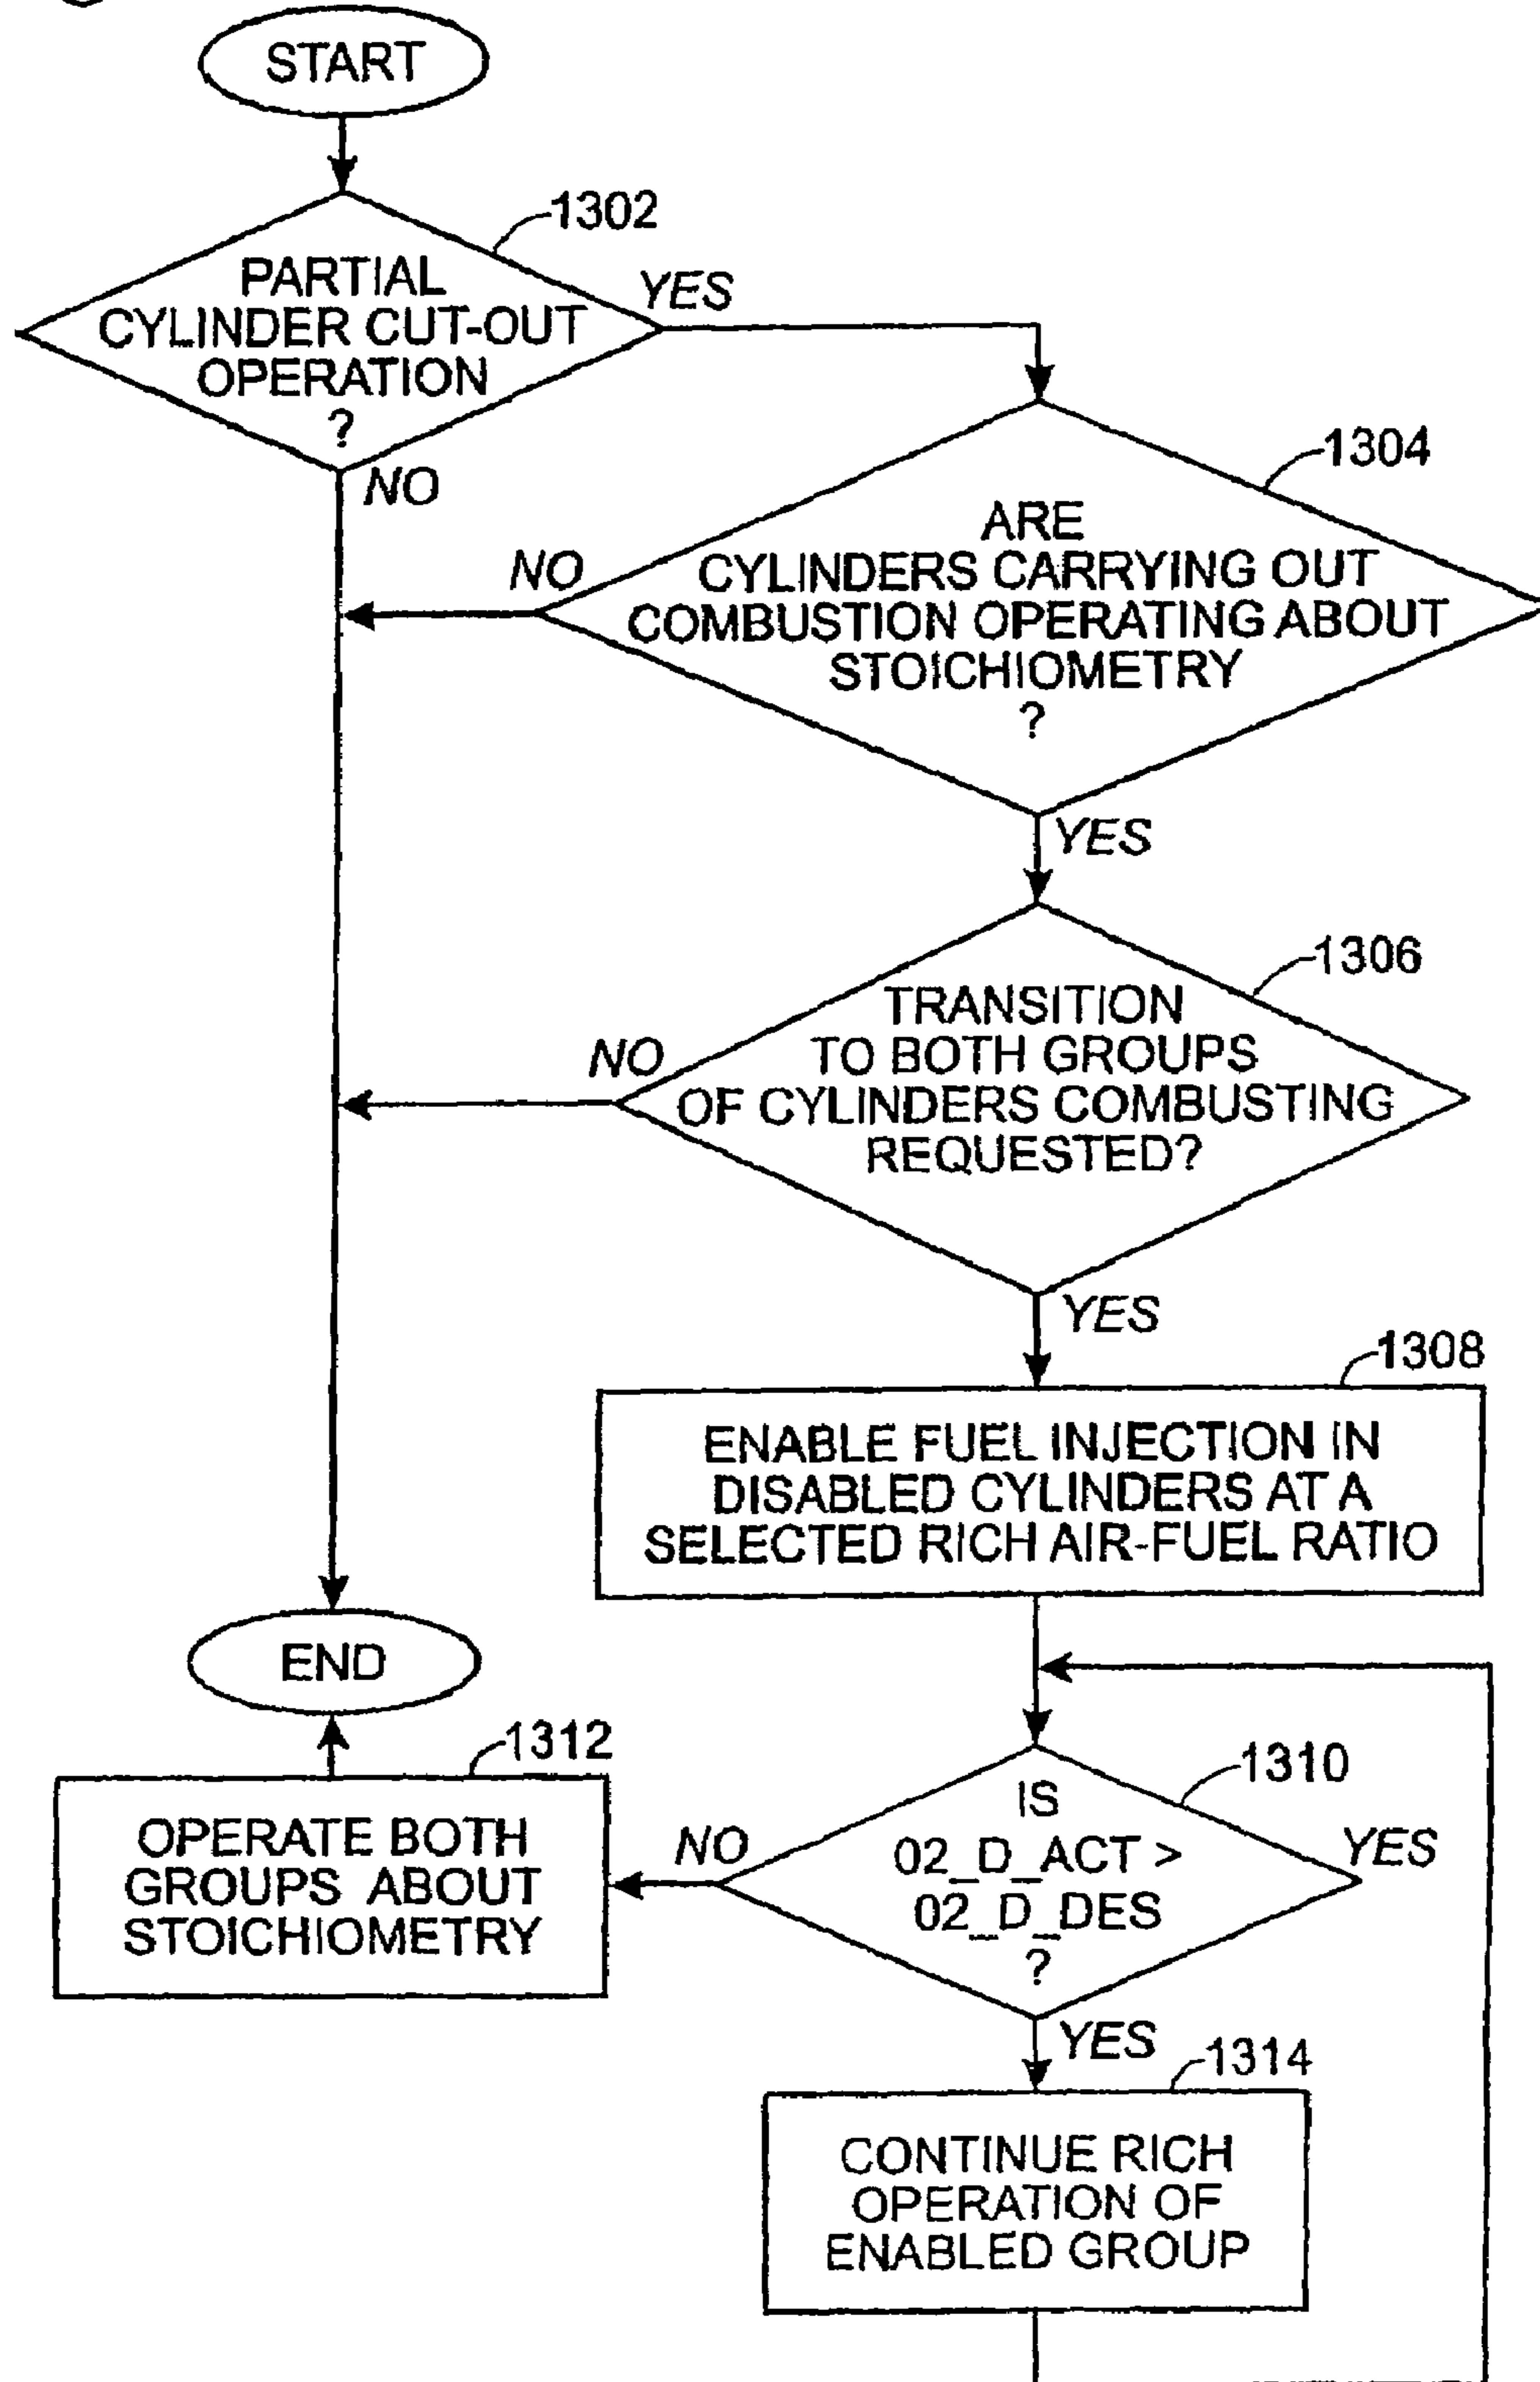 START
1302
PARTIAL
CYLINDER CUT-OUT
OPERATION
?
YES
NO
1304
ARE
CYLINDERS CARRYING OUT
COMBUSTION OPERATING ABOUT
STOICHIOMETRY
?
NO
YES
1306
TRANSITION
TO BOTH GROUPS
OF CYLINDERS COMBUSTING
REQUESTED?
NO
YES
1308
ENABLE FUEL INJECTION IN
DISABLED CYLINDERS AT A
SELECTED RICH AIR-FUEL RATIO
END
1312
OPERATE BOTH
GROUPS ABOUT
STOICHIOMETRY
1310
IS
02_D_ACT >
02_D_DES
?
NO
YES
YES
1314
CONTINUE RICH
OPERATION OF
ENABLED GROUP